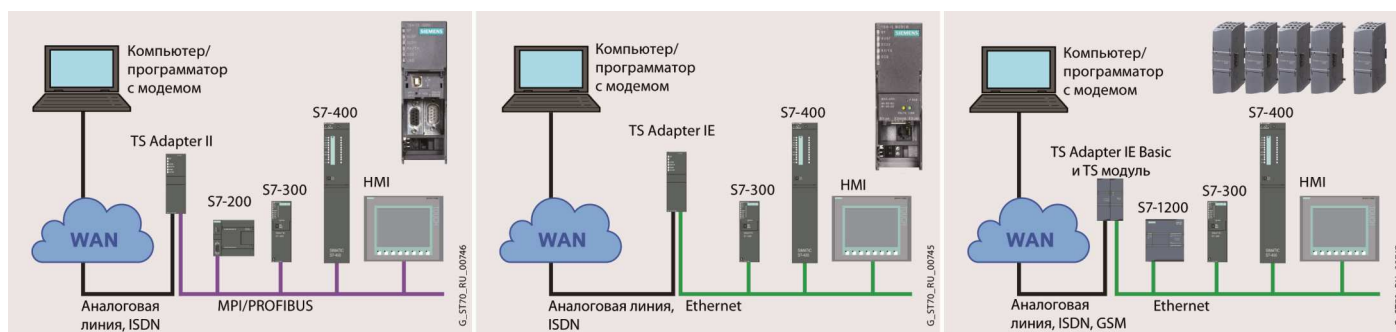 Компьютер/
программатор
с модемом
S7-400
TS Adapter II
S7-300
HMI
S7-200
WAN
Аналоговая
линия, ISDN
MPI/PROFIBUS
G_ST70_RU_00746
SIEMENS
Компьютер/
программатор
с модемом
S7-400
TS Adapter IE
S7-300
HMI
WAN
Аналоговая линия,
ISDN
Ethernet
G_ST70_RU_00745
SIEMENS
Компьютер/
программатор
с модемом
S7-400
TS Adapter IE Basic
и TS модуль
S7-300
HMI
S7-1200
WAN
Аналоговая
линия, ISDN, GSM
Ethernet